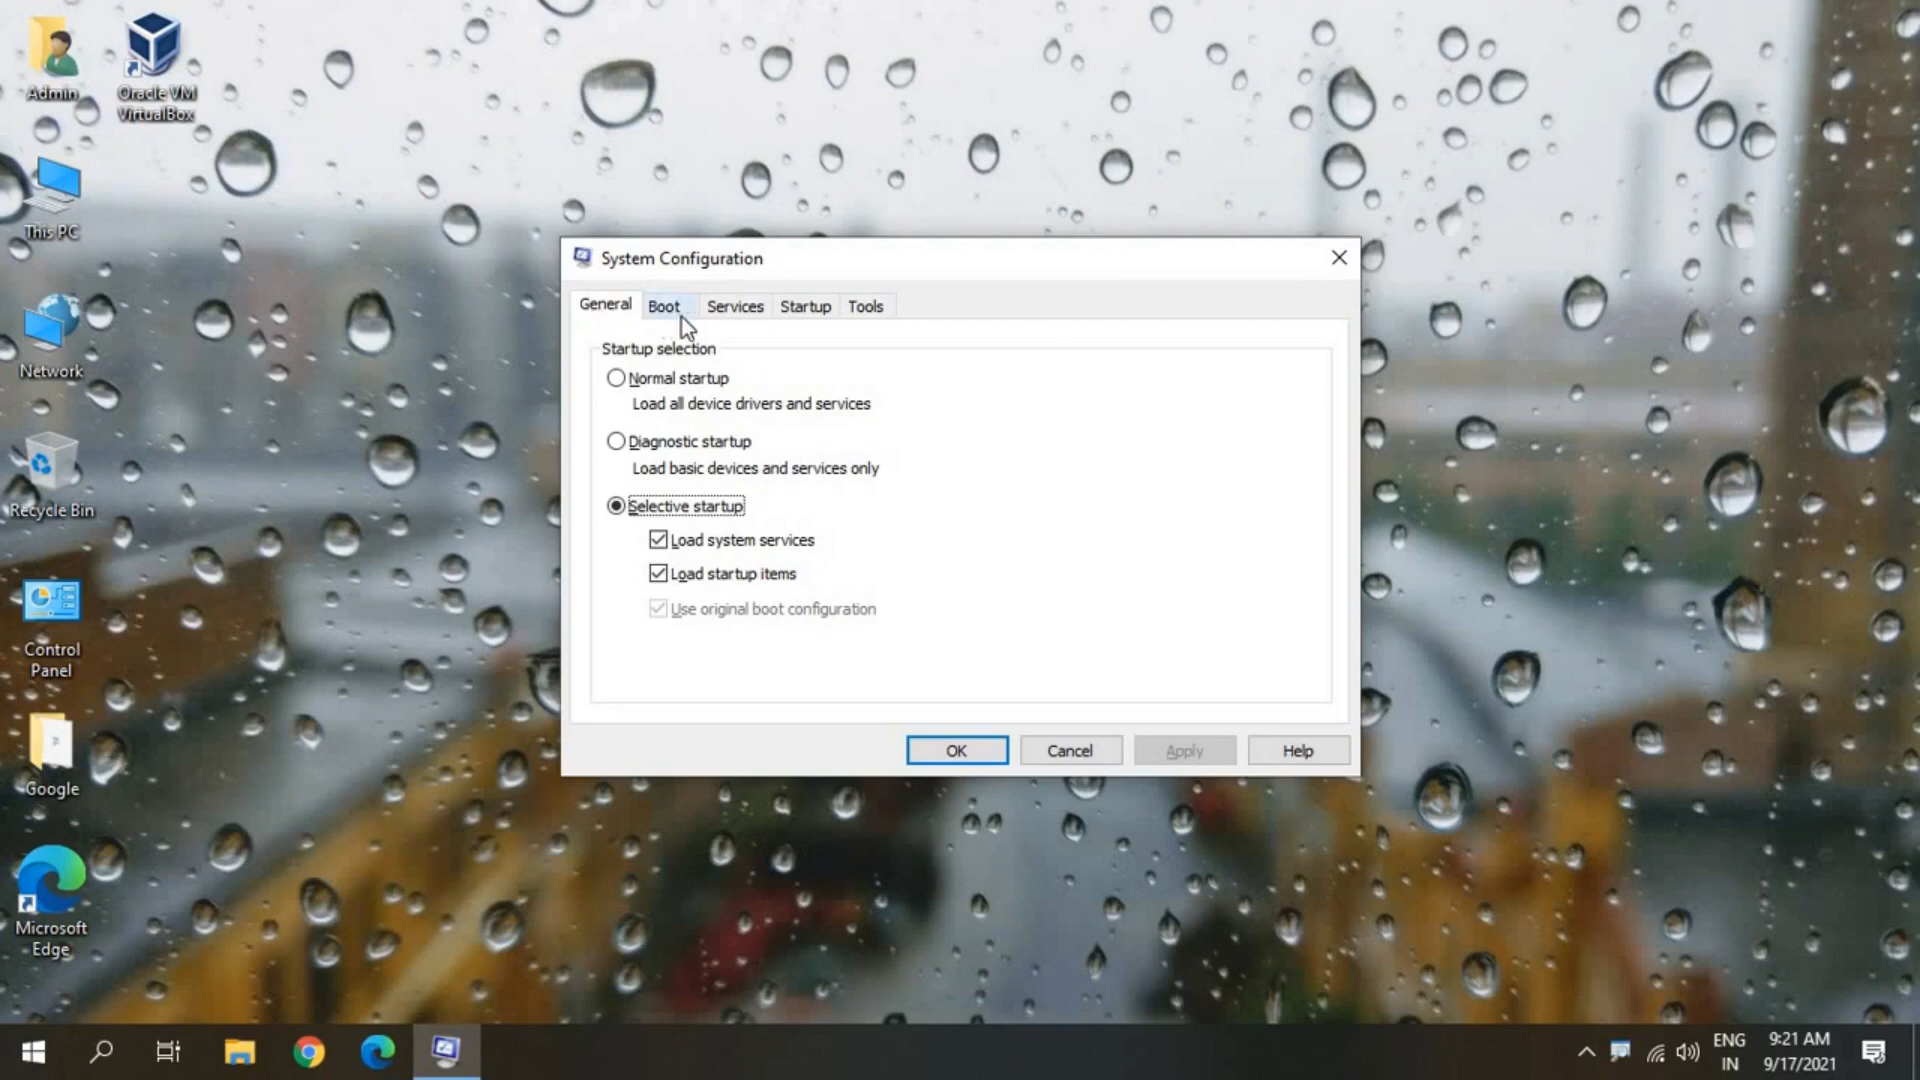 Admin
Oracle VM
VirtualBox
This PC
Network
Recycle Bin
Control
Panel
Google
Microsoft
Edge
System Configuration
General
Boot
Services
Startup
Tools
Startup selection
Normal startup
Load all device drivers and services
Diagnostic startup
Load basic devices and services only
Selective startup
Load system services
Load startup items
Use original boot configuration
OK
Cancel
Apply
Help
ENG
IN
9:21 AM
9/17/2021